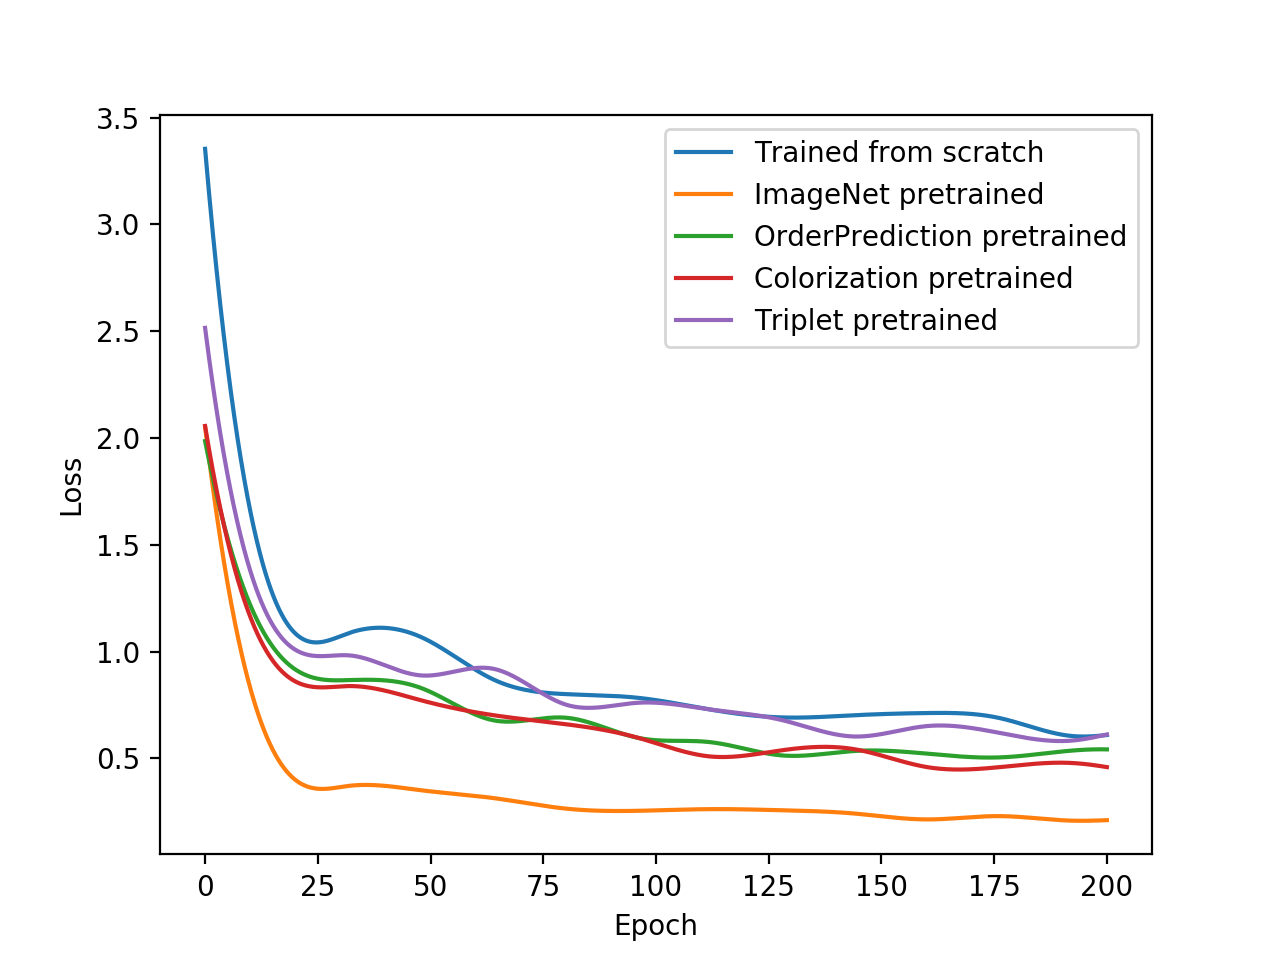 3.5
3.0
2.5
2.0
1.5
1.0
0.5
Loss
0 25 50 75 100 125 150 175 200
Epoch
Trained from scratch
ImageNet pretrained
OrderPrediction pretrained
Colorization pretrained
Triplet pretrained